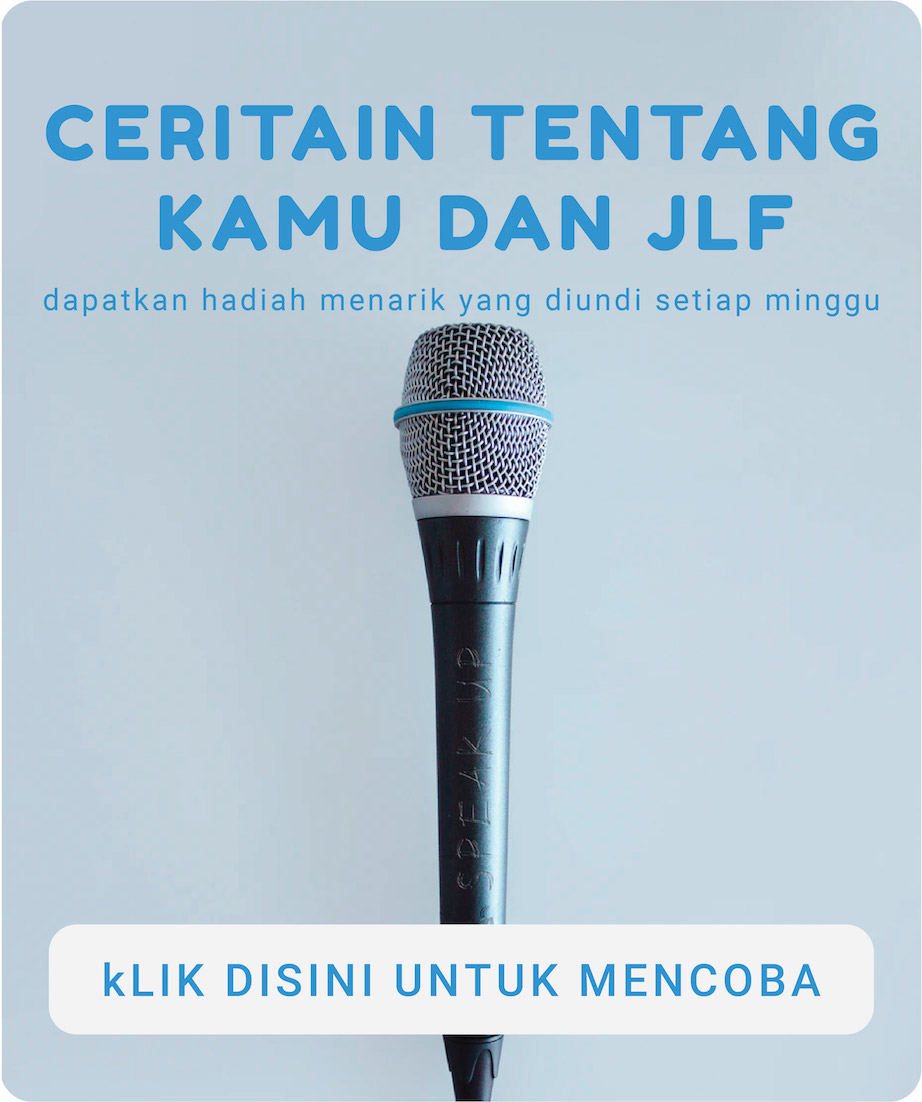 CERITAIN TENTANG
KAMU DAN JLF
dapatkan hadiah menarik yang diundi setiap minggu
SPEAK UP
kLIK DISINI UNTUK MENCOBA